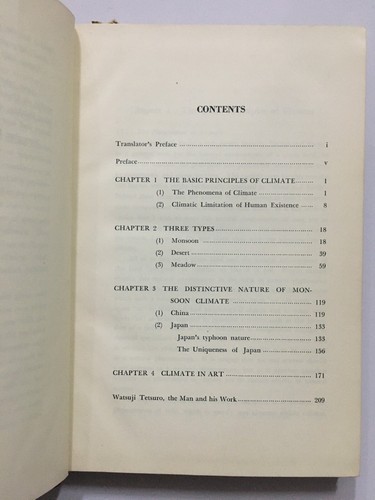 CONTENTS
Translator's Preface ........ i
Preface ........ v
CHAPTER 1 THE BASIC PRINCIPLES OF CLIMATE ........ 1
(1) The Phenomena of Climate ........ 1
(2) Climatic Limitation of Human Existence ........ 8
CHAPTER 2 THREE TYPES ........ 18
(1) Monsoon ........ 18
(2) Desert ........ 39
(3) Meadow ........ 59
CHAPTER 3 THE DISTINCTIVE NATURE OF MON-
SOON CLIMATE ........ 119
(1) China ........ 119
(2) Japan ........ 133
Japan's typhoon nature ........ 133
The Uniqueness of Japan ........ 156
CHAPTER 4 CLIMATE IN ART ........ 171
Watsuji Tetsuro, the Man and his Work ........ 209